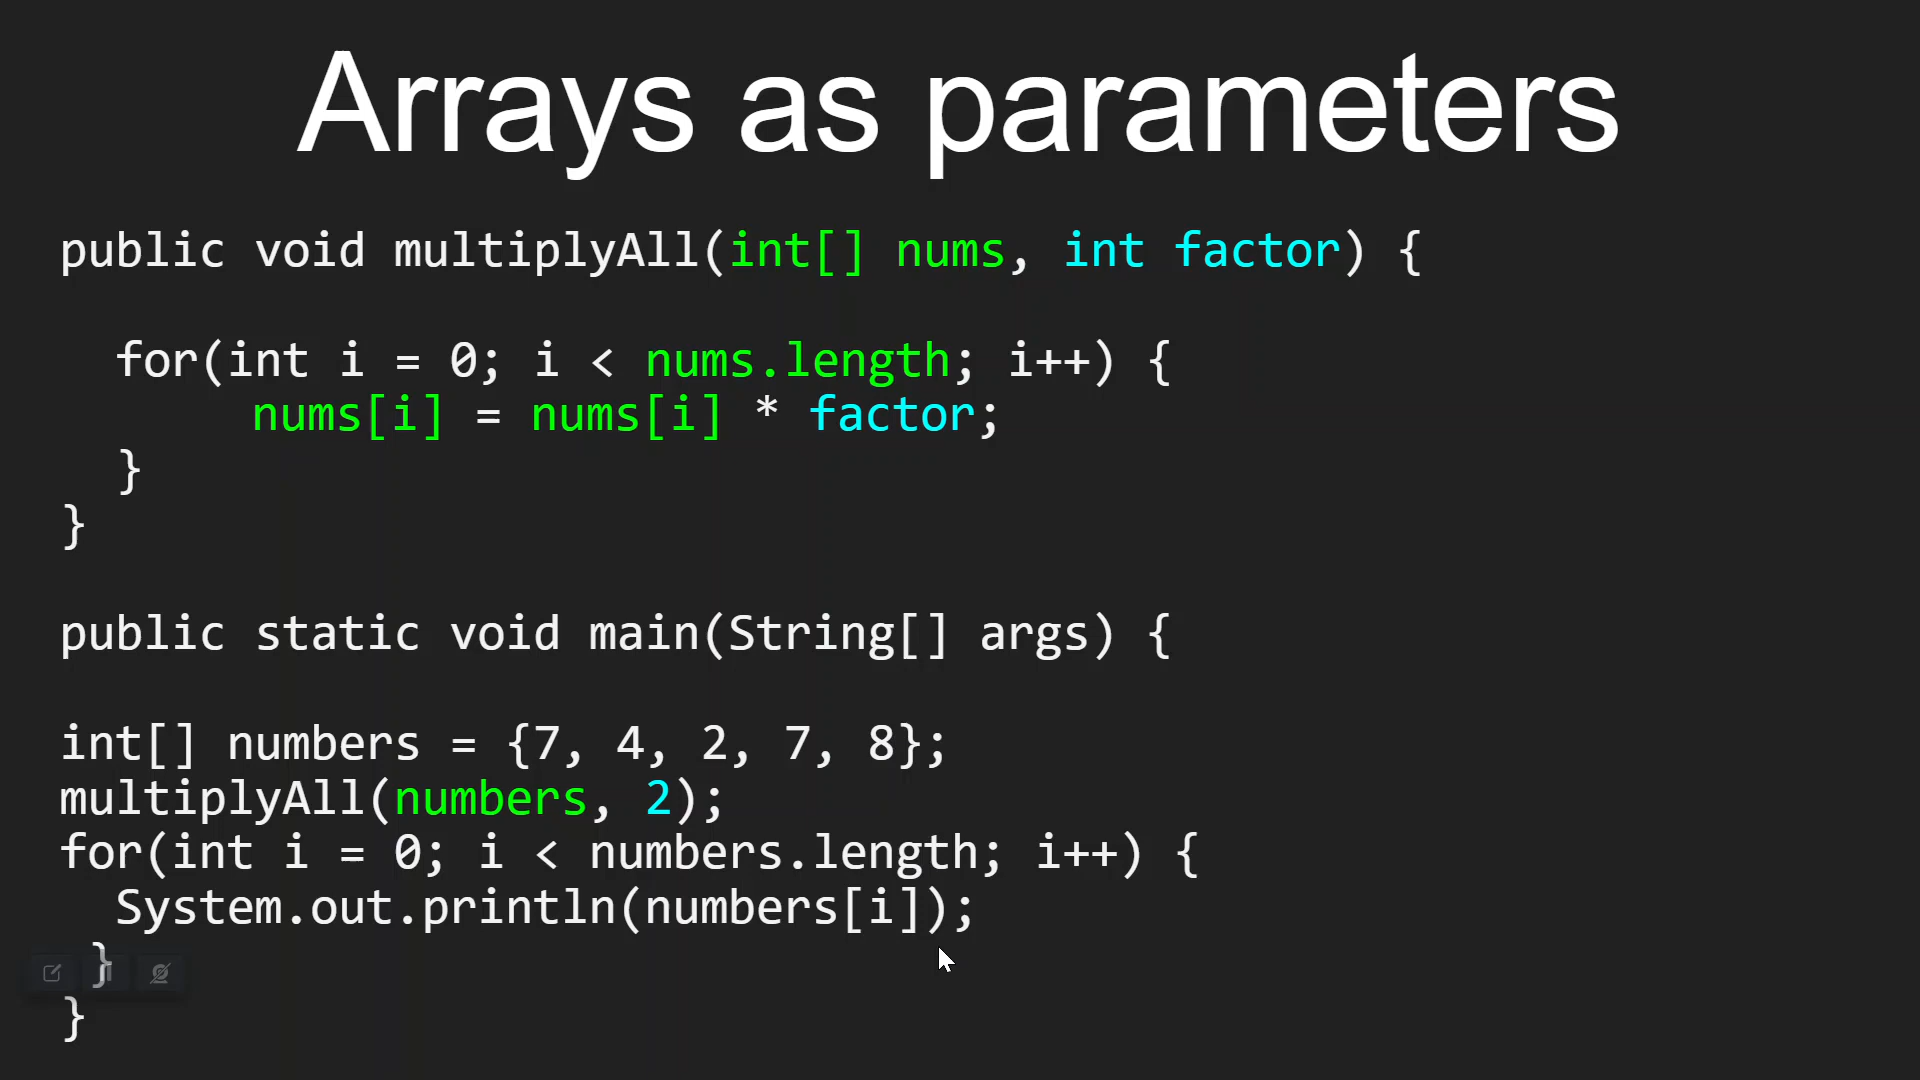 Arrays as parameters
public void multiplyAll(int[] nums, int factor) {
for(int i = 0; i < nums.length; i++) {
nums[i] = nums[i] * factor;
}
}
public static void main(String[] args) {
int[] numbers = {7, 4, 2, 7, 8};
multiplyAll(numbers, 2);
for(int i = 0; i < numbers.length; i++) {
System.out.println(numbers[i]);
}
}